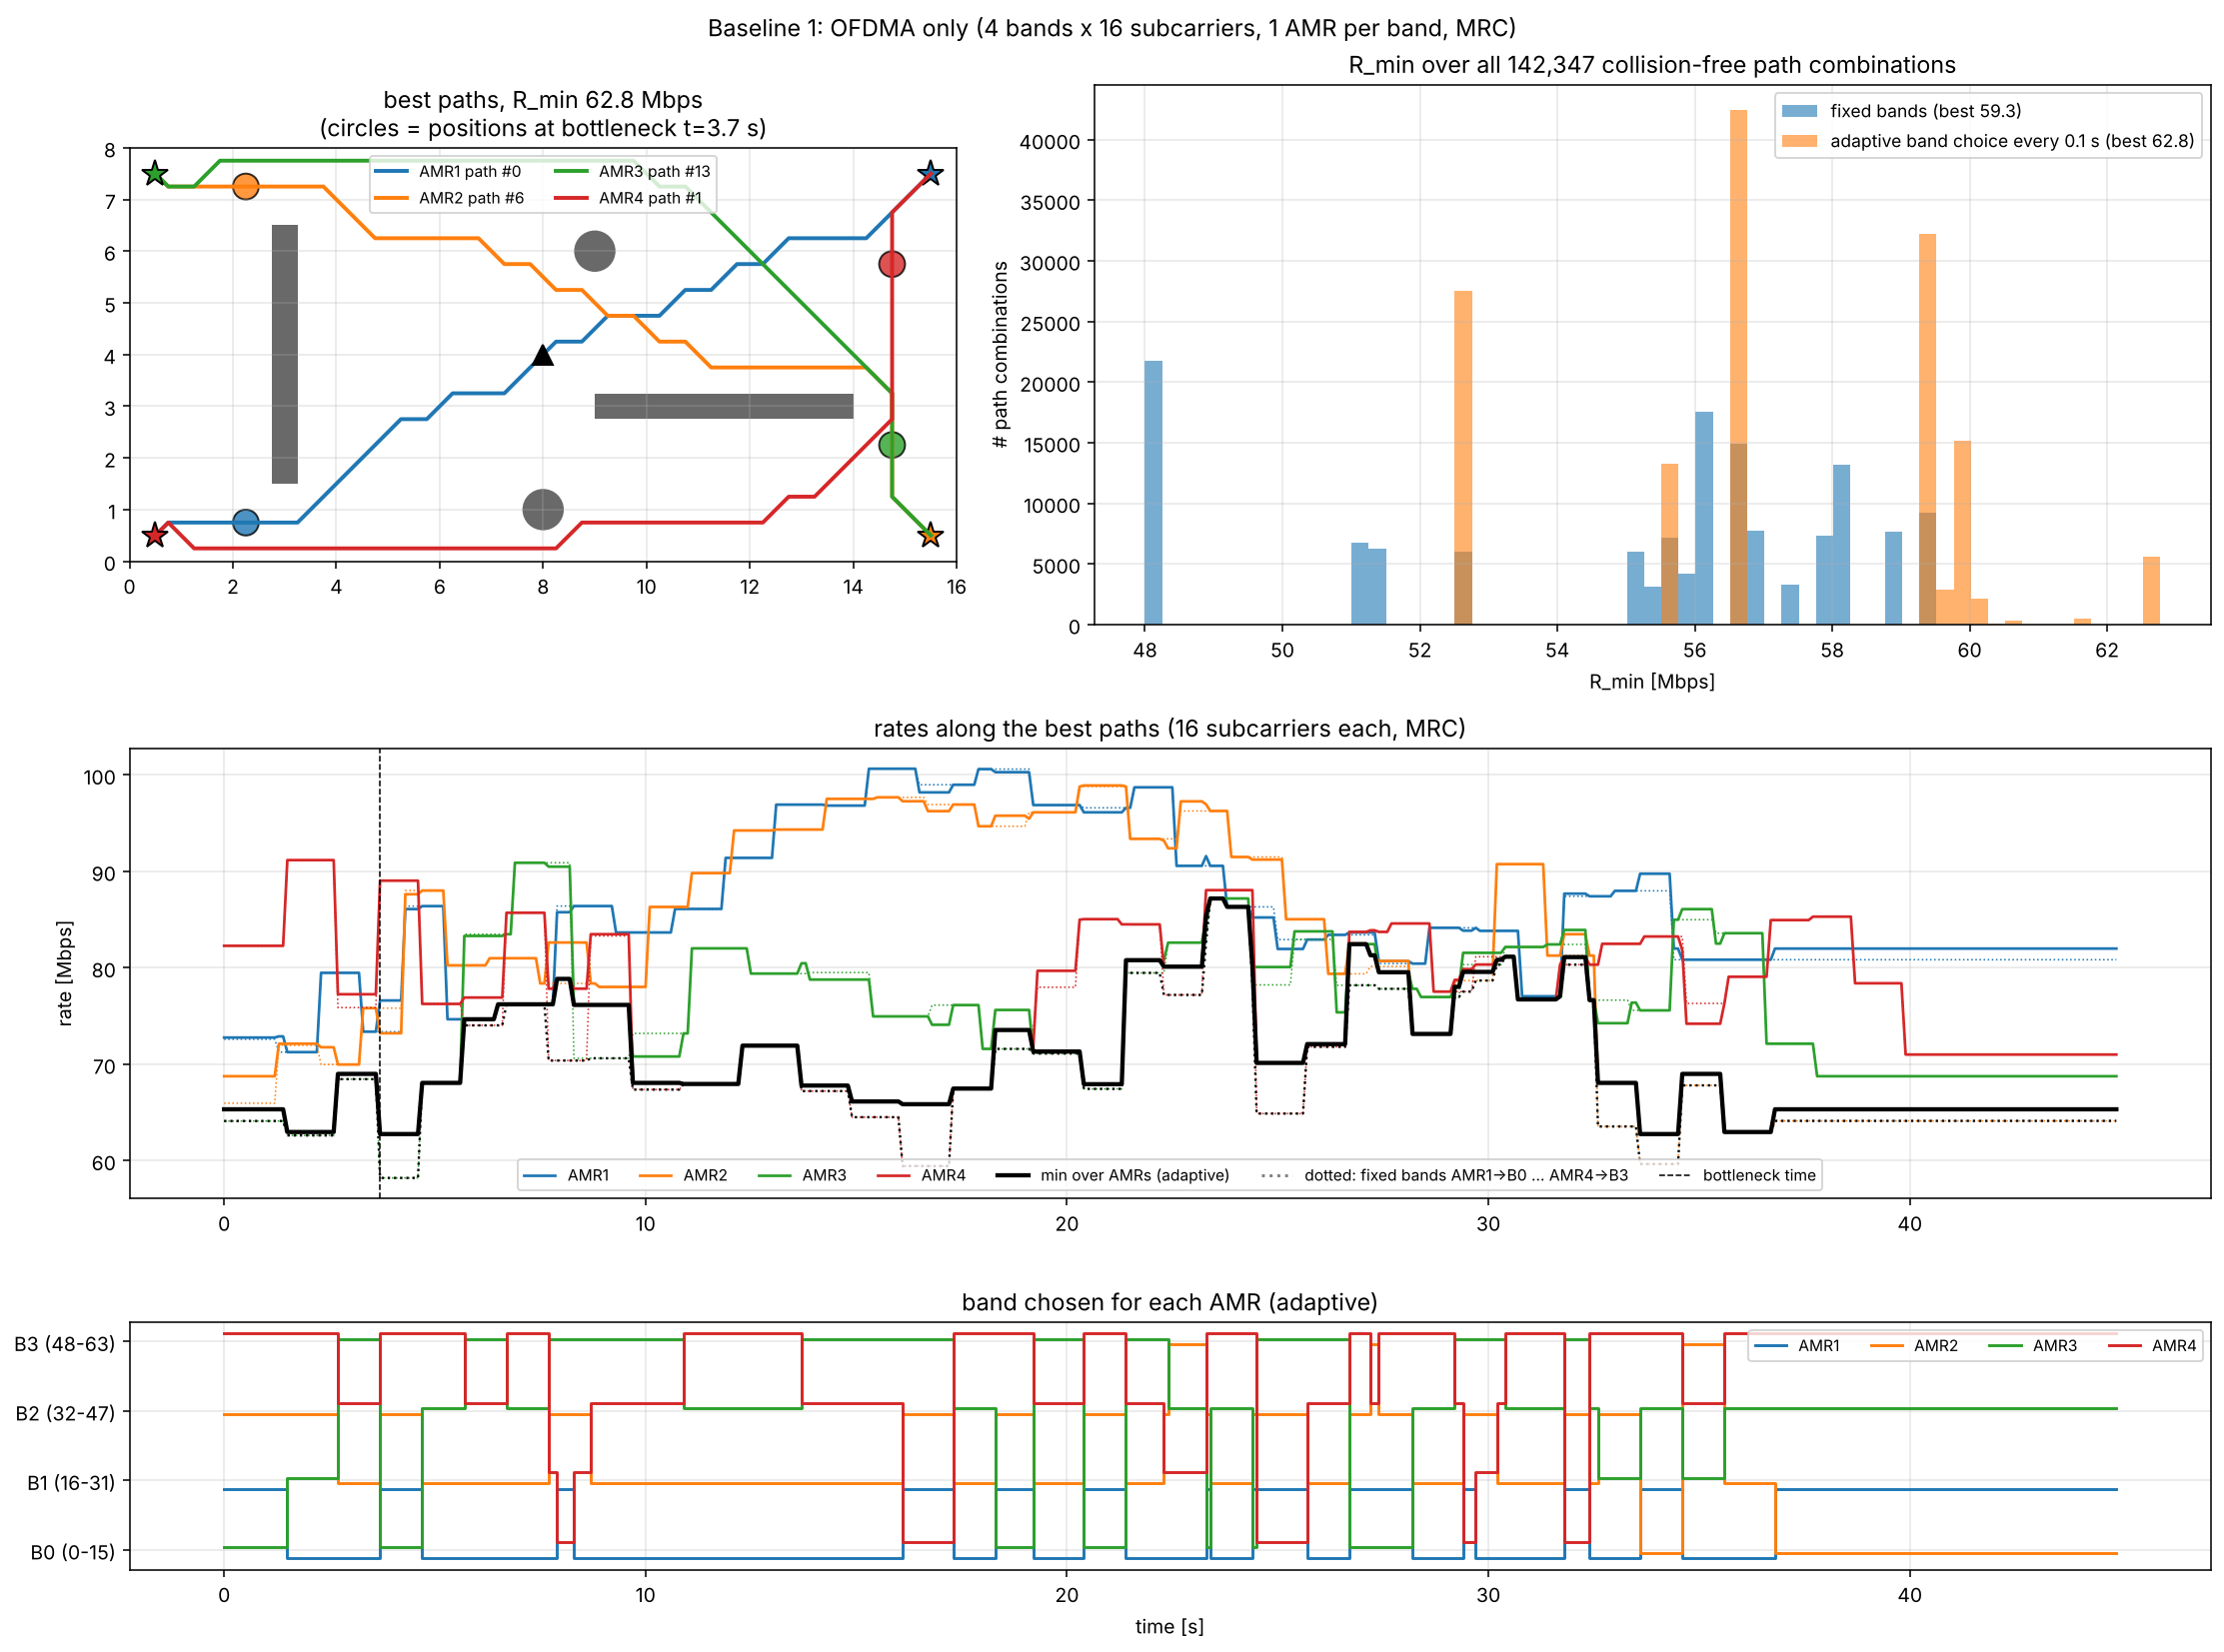 Baseline 1: OFDMA only (4 bands x 16 subcarriers, 1 AMR per band, MRC)
best paths, R_min 62.8 Mbps
(circles = positions at bottleneck t=3.7 s)
AMR1 path #0
AMR2 path #6
AMR3 path #13
AMR4 path #1
8
7
6
5
4
3
2
1
0
0 2 4 6 8 10 12 14 16
R_min over all 142,347 collision-free path combinations
fixed bands (best 59.3)
adaptive band choice every 0.1 s (best 62.8)
# path combinations
40000
35000
30000
25000
20000
15000
10000
5000
0
48 50 52 54 56 58 60 62
R_min [Mbps]
rates along the best paths (16 subcarriers each, MRC)
rate [Mbps]
100
90
80
70
60
AMR1 AMR2 AMR3 AMR4 min over AMRs (adaptive) dotted: fixed bands AMR1→B0 ... AMR4→B3 bottleneck time
0 10 20 30 40
band chosen for each AMR (adaptive)
B3 (48-63)
B2 (32-47)
B1 (16-31)
B0 (0-15)
AMR1 AMR2 AMR3 AMR4
0 10 20 30 40
time [s]